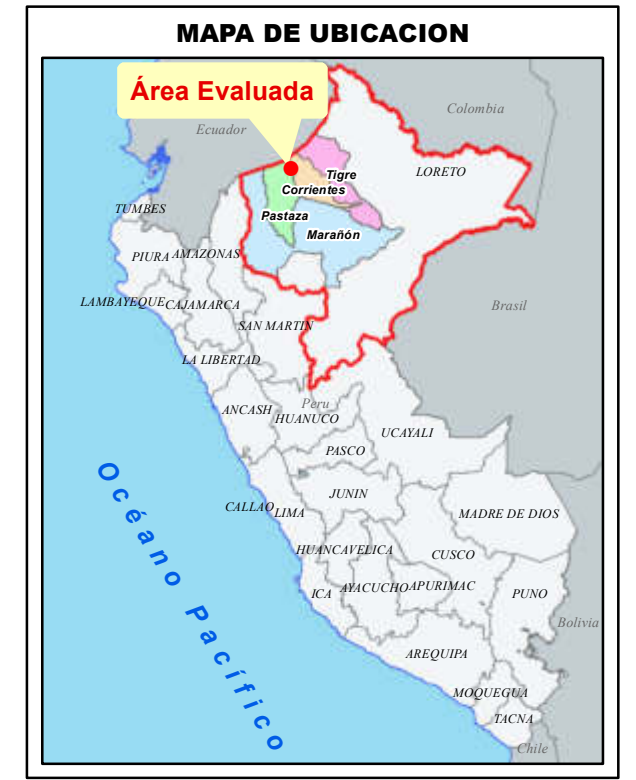 MAPA DE UBICACION
Área Evaluada
Colombia
Ecuador
LORETO
Tigre
Corrientes
TUMBES
Pastaza
Marañón
PIURA
AMAZONAS
LAMBAYEQUE
CAJAMARCA
Brasil
SAN MARTIN
LA LIBERTAD
Peru
ANCASH
HUANUCO
UCAYALI
PASCO
JUNIN
CALLAO
LIMA
MADRE DE DIOS
HUANCAVELICA
CUSCO
ICA
AYACUCHO
APURIMAC
PUNO
Bolivia
Océano Pacífico
AREQUIPA
MOQUEGUA
TACNA
Chile